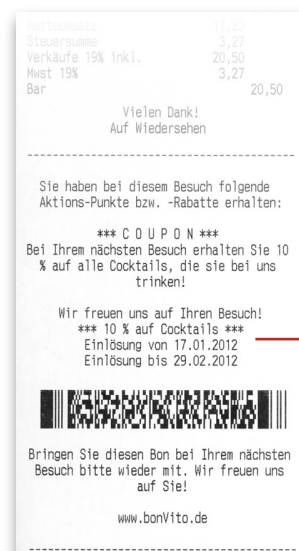 Nettoumsatz 17,23
Steuersumme 3,27
Verkäufe 19% inkl. 20,50
Mwst 19% 3,27
Bar 20,50
Vielen Dank!
Auf Wiedersehen
Sie haben bei diesem Besuch folgende
Aktions-Punkte bzw. -Rabatte erhalten:
*** C O U P O N ***
Bei Ihrem nächsten Besuch erhalten Sie 10
% auf alle Cocktails, die sie bei uns
trinken!
Wir freuen uns auf Ihren Besuch!
*** 10 % auf Cocktails ***
Einlösung von 17.01.2012
Einlösung bis 29.02.2012
Bringen Sie diesen Bon bei Ihrem nächsten
Besuch bitte wieder mit. Wir freuen uns
auf Sie!
www.bonVito.de